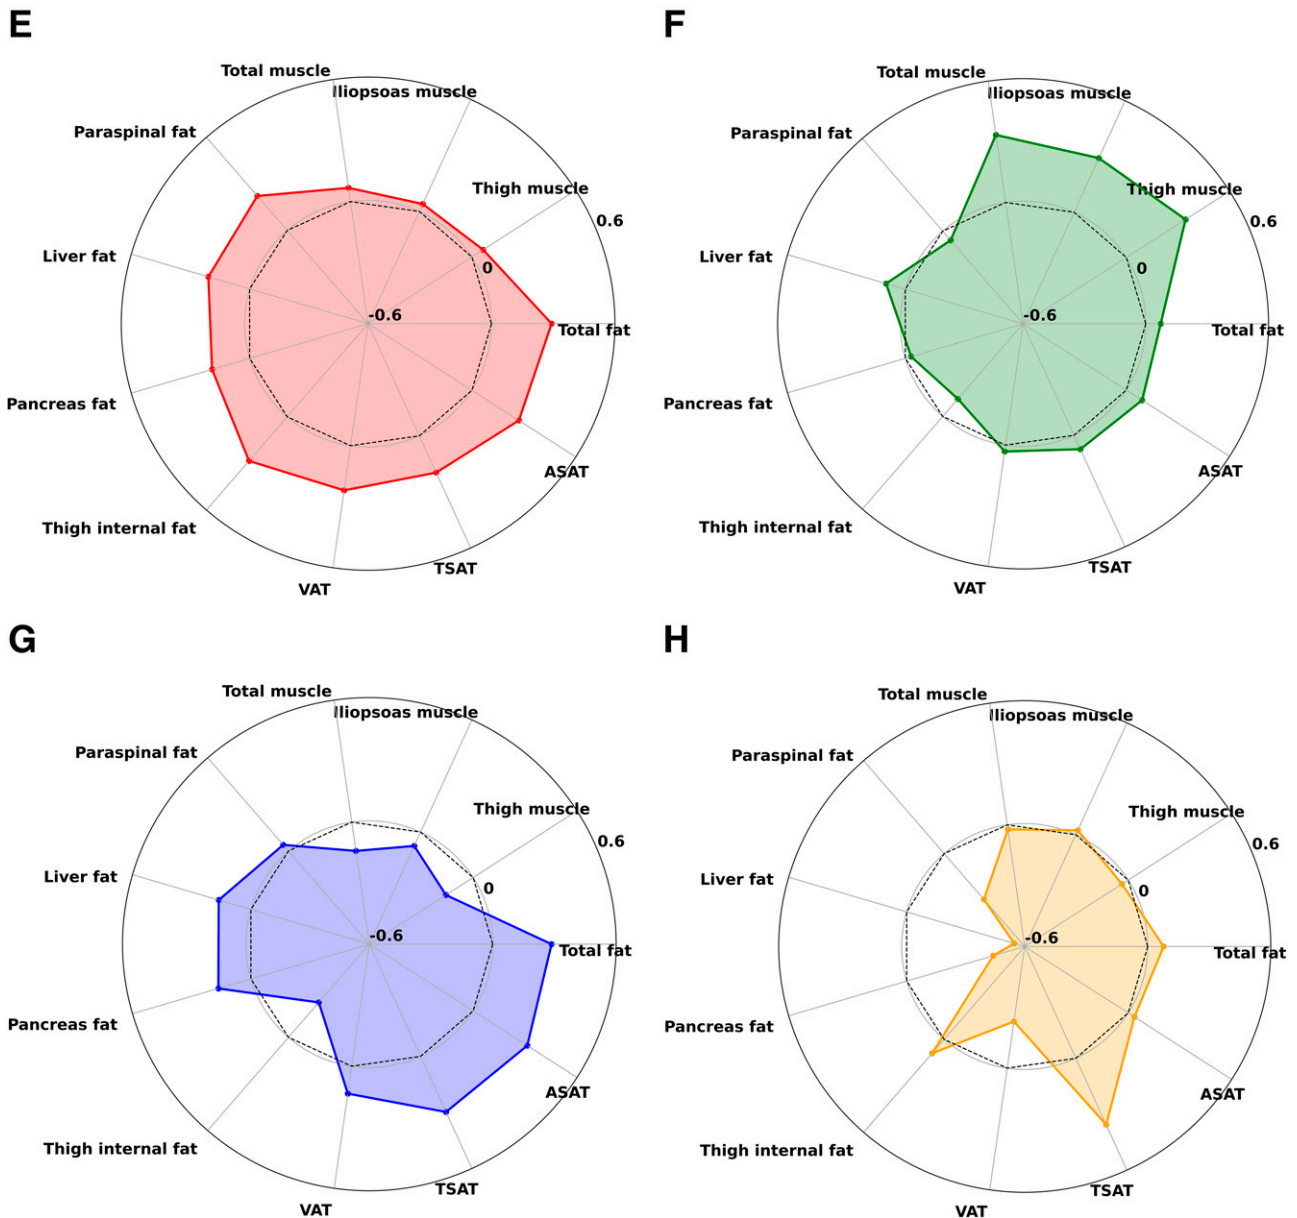 E
F
Total muscle
Iliopsoas muscle
Paraspinal fat
Thigh muscle
0.6
Liver fat
0
-0.6
Total fat
Pancreas fat
ASAT
Thigh internal fat
TSAT
VAT
Total muscle
Iliopsoas muscle
Paraspinal fat
Thigh muscle
0.6
Liver fat
0
-0.6
Total fat
Pancreas fat
ASAT
Thigh internal fat
TSAT
VAT
G
H
Total muscle
Iliopsoas muscle
Paraspinal fat
Thigh muscle
0.6
Liver fat
0
-0.6
Total fat
Pancreas fat
ASAT
Thigh internal fat
TSAT
VAT
Total muscle
Iliopsoas muscle
Paraspinal fat
Thigh muscle
0.6
Liver fat
0
-0.6
Total fat
Pancreas fat
ASAT
Thigh internal fat
TSAT
VAT